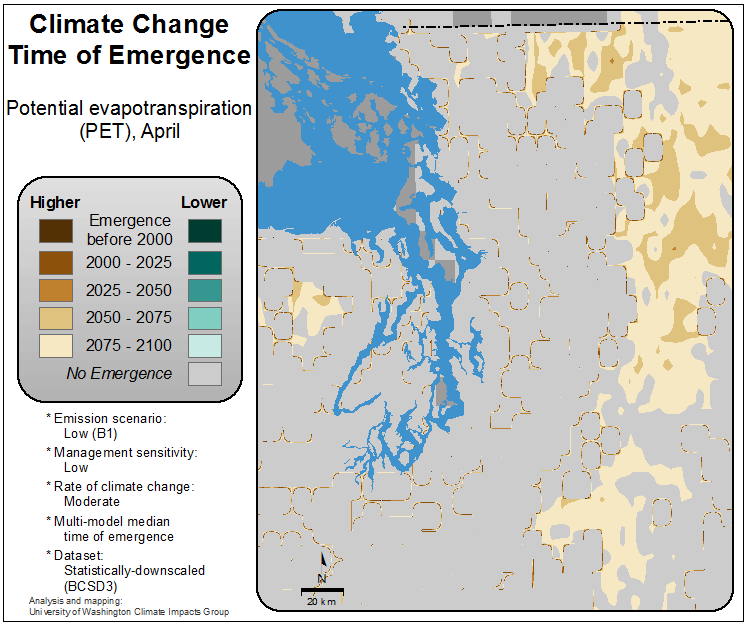 Climate Change
Time of Emergence
Potential evapotranspiration
(PET), April
Higher Lower
Emergence
before 2000
2000 - 2025
2025 - 2050
2050 - 2075
2075 - 2100
No Emergence
* Emission scenario:
Low (B1)
* Management sensitivity:
Low
* Rate of climate change:
Moderate
* Multi-model median
time of emergence
* Dataset:
Statistically-downscaled
(BCSD3)
Analysis and mapping:
University of Washington Climate Impacts Group
N
20 km